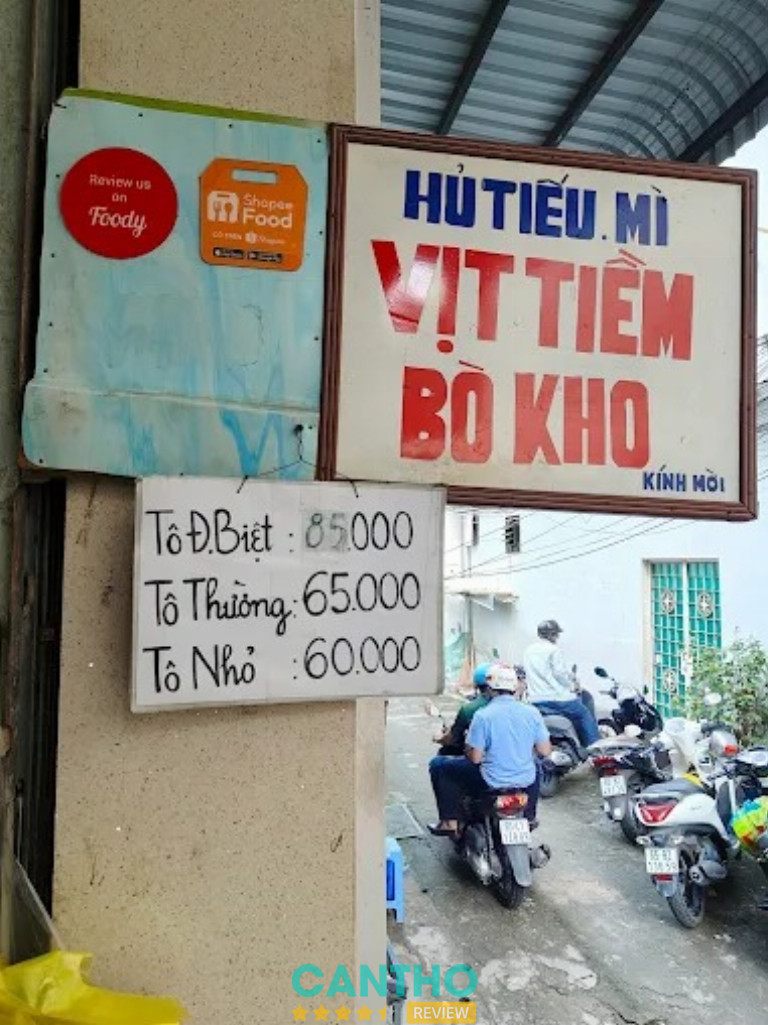 Review us
on
Foody
Shopee
Food
HỦ TIẾU. MÌ
VỊT TIỀM
BÒ KHO
KÍNH MỜI
Tô Đ.Biệt : 85.000
Tô Thường: 65.000
Tô Nhỏ : 60.000
CANTHO
REVIEW